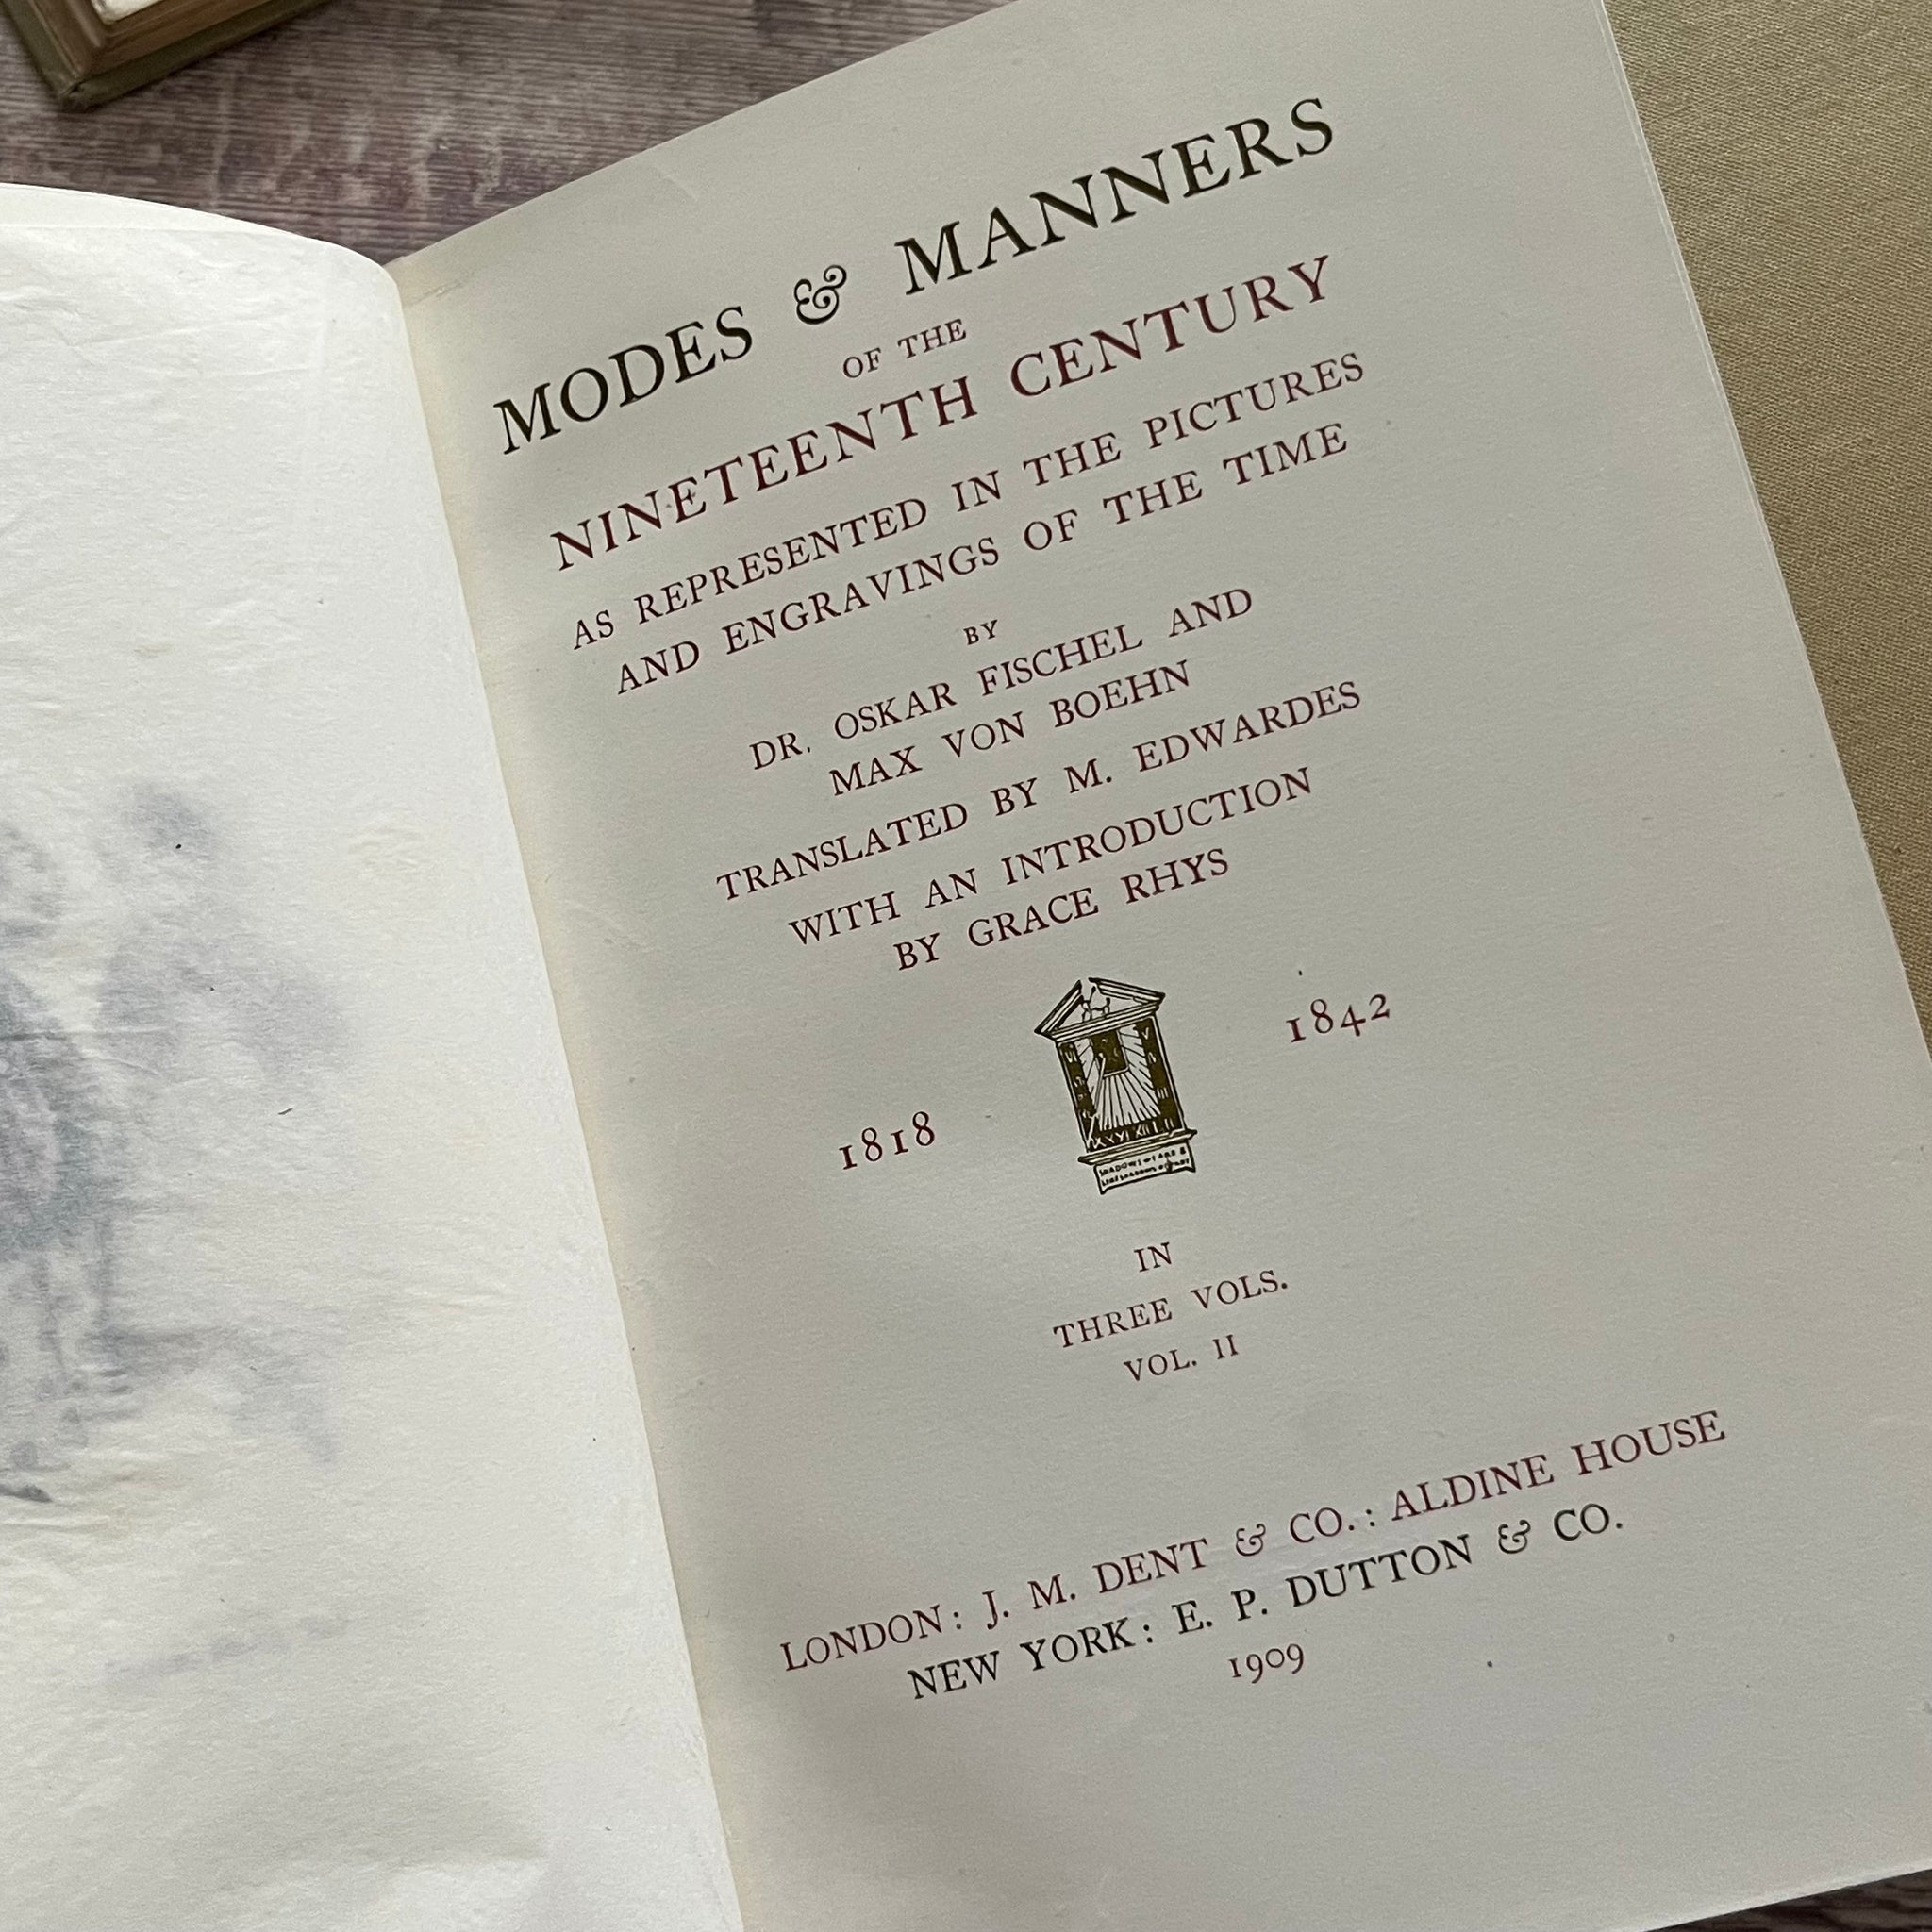 MODES & MANNERS
OF THE
NINETEENTH CENTURY
AS REPRESENTED IN THE PICTURES
AND ENGRAVINGS OF THE TIME
BY
DR. OSKAR FISCHEL AND
MAX VON BOEHN
TRANSLATED BY M. EDWARDES
WITH AN INTRODUCTION
BY GRACE RHYS
1818 1842
SHADOWS
IN
THREE VOLS.
VOL. II
LONDON: J. M. DENT & CO.: ALDINE HOUSE
NEW YORK: E. P. DUTTON & CO.
1909